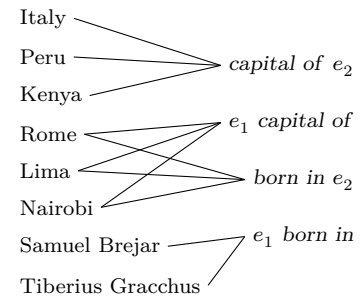 Italy
Peru
capital of e₂
Kenya
e₁ capital of
Rome
Lima
born in e₂
Nairobi
e₁ born in
Samuel Brejar
Tiberius Gracchus